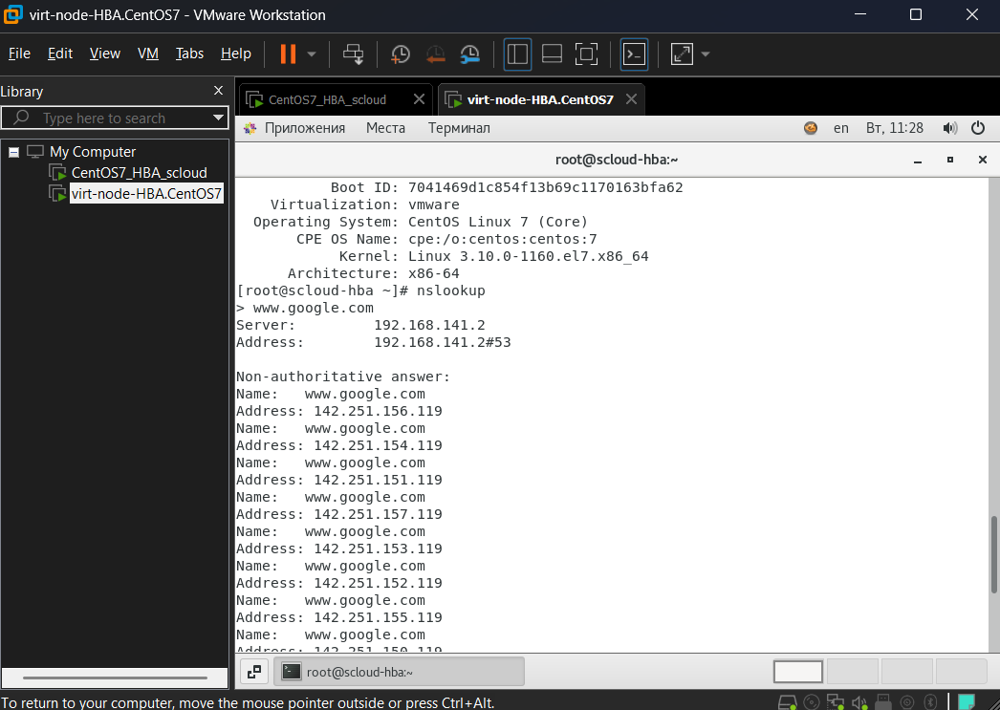 virt-node-HBA.CentOS7 - VMware Workstation
File Edit View VM Tabs Help
Library
Type here to search
My Computer
CentOS7_HBA_scloud
virt-node-HBA.CentOS7
CentOS7_HBA_scloud
virt-node-HBA.CentOS7
Приложения Места Терминал en Вт, 11:28
root@scloud-hba:~
Boot ID: 7041469d1c854f13b69c1170163bfa62
Virtualization: vmware
Operating System: CentOS Linux 7 (Core)
CPE OS Name: cpe:/o:centos:centos:7
Kernel: Linux 3.10.0-1160.el7.x86_64
Architecture: x86-64
[root@scloud-hba ~]# nslookup
> www.google.com
Server: 192.168.141.2
Address: 192.168.141.2#53
Non-authoritative answer:
Name: www.google.com
Address: 142.251.156.119
Name: www.google.com
Address: 142.251.154.119
Name: www.google.com
Address: 142.251.151.119
Name: www.google.com
Address: 142.251.157.119
Name: www.google.com
Address: 142.251.153.119
Name: www.google.com
Address: 142.251.152.119
Name: www.google.com
Address: 142.251.155.119
Name: www.google.com
Address: 142.251.150.119
root@scloud-hba:~
To return to your computer, move the mouse pointer outside or press Ctrl+Alt.